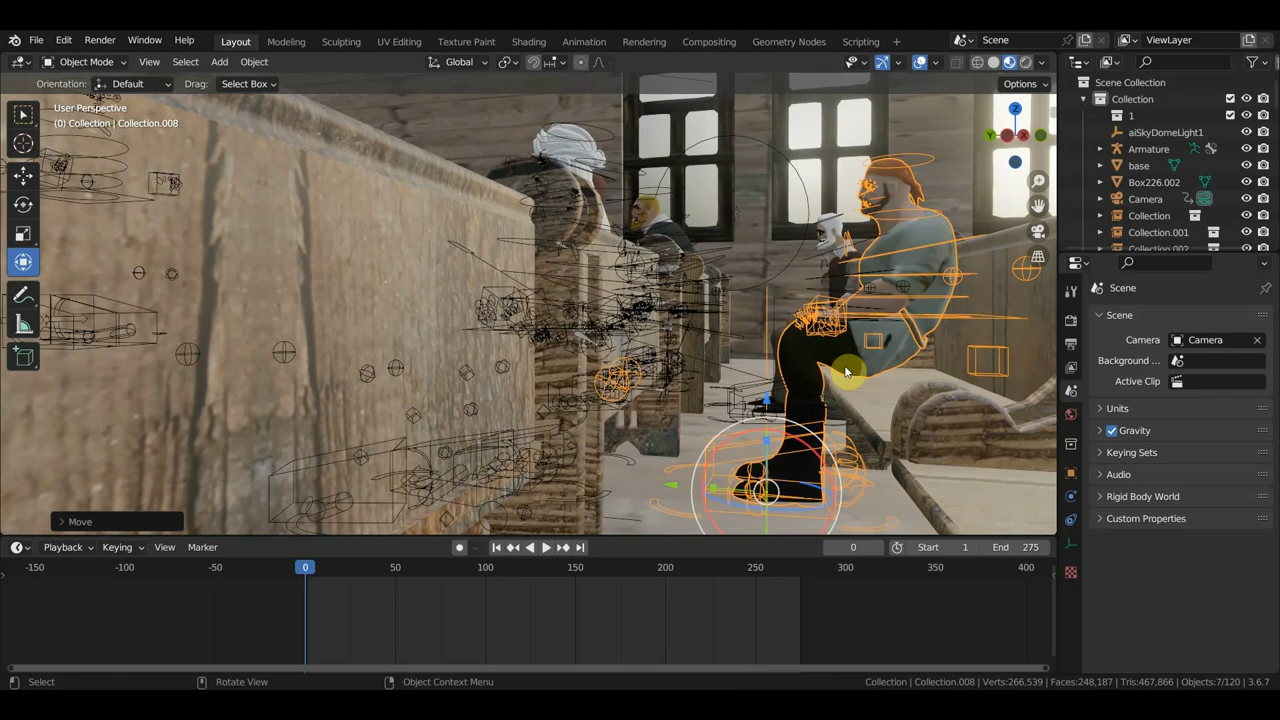 File Edit Render Window Help Layout Modeling Sculpting UV Editing Texture Paint Shading Animation Rendering Compositing Geometry Nodes Scripting + Scene ViewLayer
Object Mode View Select Add Object Global
Orientation: Default Drag: Select Box Options
User Perspective
(0) Collection | Collection.008
Z
Y
X
Scene Collection
Collection
1
aiSkyDomeLight1
Armature
base
Box226.002
Camera
Collection
Collection.001
Collection.002
Scene
Scene
Camera Camera
Background ...
Active Clip
Units
Gravity
Keying Sets
Audio
Rigid Body World
Custom Properties
Move
Playback Keying View Marker 0 Start 1 End 275
-150 -100 -50 0 50 100 150 200 250 300 350 400
Select Rotate View Object Context Menu Collection | Collection.008 | Verts:266,539 | Faces:248,187 | Tris:467,866 | Objects:7/120 | 3.6.7